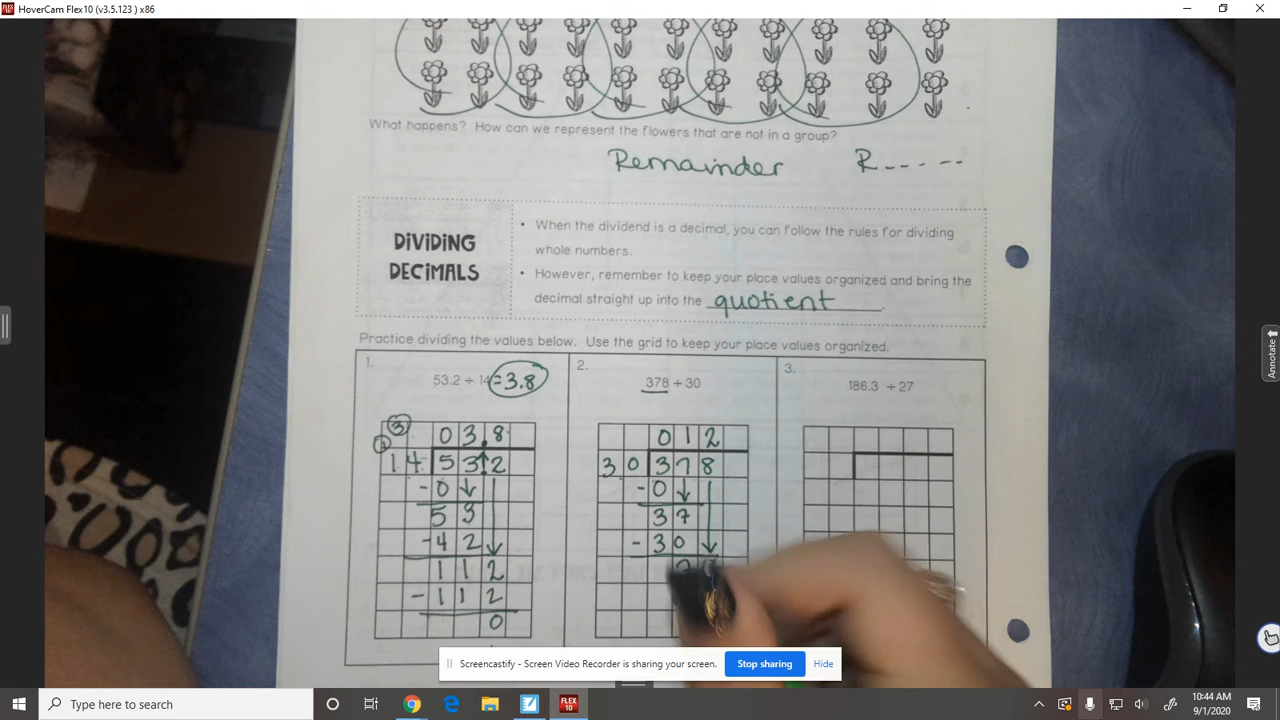 HoverCam Flex10 (v3.5.123 ) x86
What happens? How can we represent the flowers that are not in a group?
Remainder R-----
DIVIDING DECIMALS
• When the dividend is a decimal, you can follow the rules for dividing
whole numbers.
• However, remember to keep your place values organized and bring the
decimal straight up into the quotient.
Practice dividing the values below. Use the grid to keep your place values organized.
1.
53.2 ÷ 14 = 3.8
3
0 3.8
14 5 3 2
- 0
5 3
- 4 2
1 1 2
- 1 1 2
0
2.
378 ÷ 30
0 1 2
3 0 3 7 8
- 0
3 7
- 3 0
3.
186.3 ÷ 27
Annotate
Screencastify - Screen Video Recorder is sharing your screen.
Stop sharing
Hide
Type here to search
FLEX 10
10:44 AM
9/1/2020